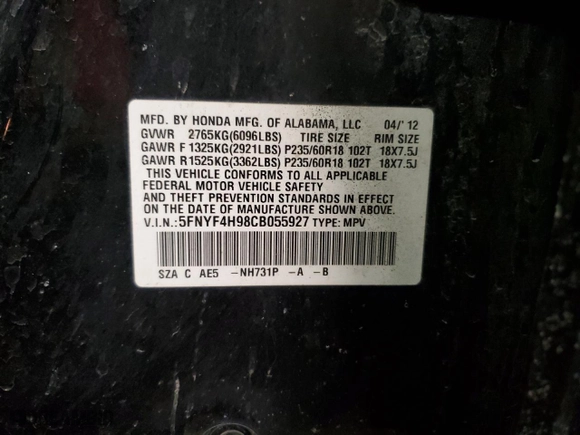 MFD. BY HONDA MFG. OF ALABAMA, LLC 04/'12
GVWR 2765KG(6096LBS) TIRE SIZE RIM SIZE
GAWR F 1325KG(2921LBS) P235/60R18 102T 18X7.5J
GAWR R1525KG(3362LBS) P235/60R18 102T 18X7.5J
THIS VEHICLE CONFORMS TO ALL APPLICABLE
FEDERAL MOTOR VEHICLE SAFETY
AND THEFT PREVENTION STANDARDS IN EFFECT
ON THE DATE OF MANUFACTURE SHOWN ABOVE.
V.I.N.:5FNYF4H98CB055927 TYPE: MPV
SZA C AE5 -NH731P -A -B